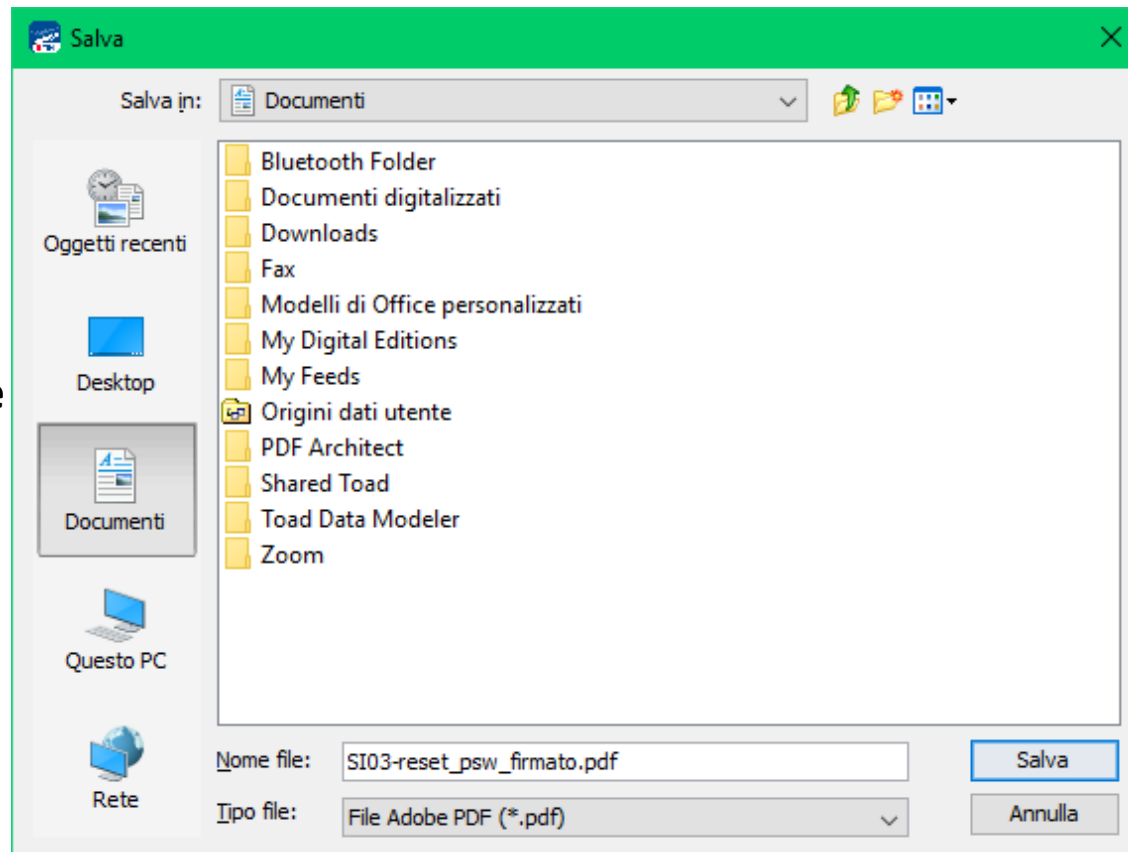 Salva
Salva in:
Documenti
Oggetti recenti
Desktop
Documenti
Questo PC
Rete
Bluetooth Folder
Documenti digitalizzati
Downloads
Fax
Modelli di Office personalizzati
My Digital Editions
My Feeds
Origini dati utente
PDF Architect
Shared Toad
Toad Data Modeler
Zoom
Nome file:
SI03-reset_psw_firmato.pdf
Salva
Tipo file:
File Adobe PDF (*.pdf)
Annulla